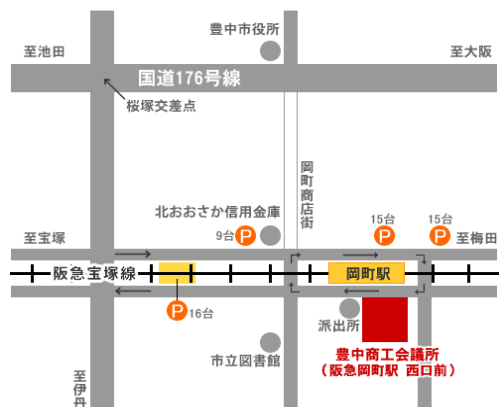 豊中市役所
至池田
至大阪
国道176号線
桜塚交差点
岡町商店街
北おおさか信用金庫
9台 P
15台
P
15台
P
至宝塚
至梅田
阪急宝塚線
岡町駅
P 16台
派出所
市立図書館
豊中商工会議所
（阪急岡町駅 西口前）
至伊丹